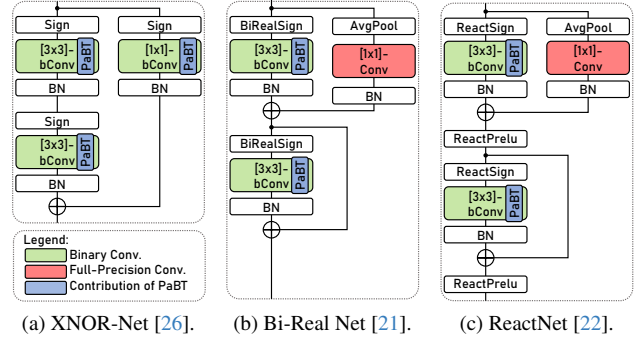 Sign
Sign
[3x3]-
bConv
PaBT
[1x1]-
bConv
PaBT
BN
BN
Sign
[3x3]-
bConv
PaBT
BN
Legend:
Binary Conv.
Full-Precision Conv.
Contribution of PaBT
(a) XNOR-Net [26].
BiRealSign
AvgPool
[3x3]-
bConv
PaBT
[1x1]-
Conv
BN
BN
BiRealSign
[3x3]-
bConv
PaBT
BN
(b) Bi-Real Net [21].
ReactSign
AvgPool
[3x3]-
bConv
PaBT
[1x1]-
Conv
BN
BN
ReactPrelu
ReactSign
[3x3]-
bConv
PaBT
BN
ReactPrelu
(c) ReactNet [22].